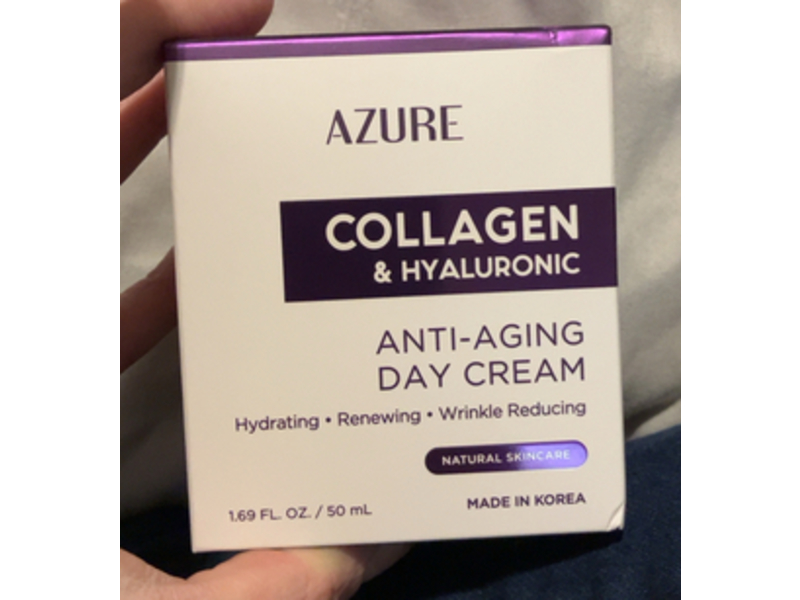 AZURE
COLLAGEN
& HYALURONIC
ANTI-AGING
DAY CREAM
Hydrating • Renewing • Wrinkle Reducing
NATURAL SKINCARE
1.69 FL. OZ. / 50 mL
MADE IN KOREA